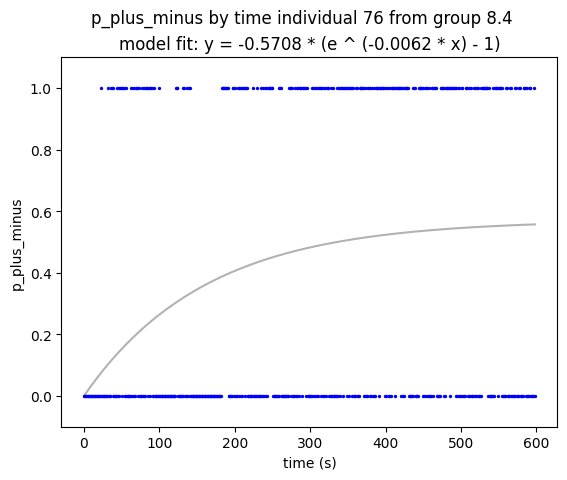 p_plus_minus by time individual 76 from group 8.4
model fit: y = -0.5708 * (e ^ (-0.0062 * x) - 1)
1.0
0.8
0.6
0.4
0.2
0.0
p_plus_minus
0 100 200 300 400 500 600
time (s)